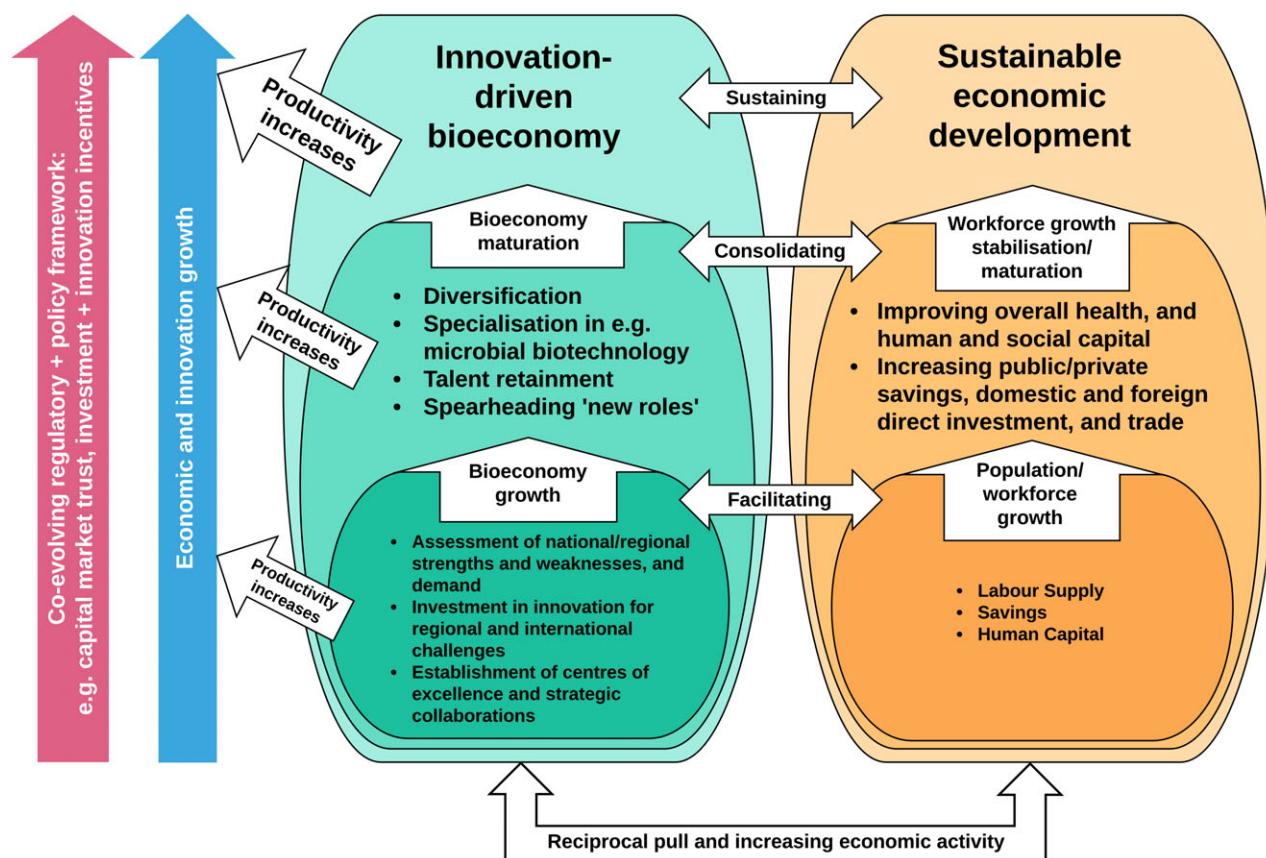 Co-evolving regulatory + policy framework:
e.g. capital market trust, investment + innovation incentives
Economic and innovation growth
Productivity
increases
Productivity
increases
Productivity
increases
Innovation-
driven
bioeconomy
Bioeconomy
maturation
• Diversification
• Specialisation in e.g.
microbial biotechnology
• Talent retainment
• Spearheading 'new roles'
Bioeconomy
growth
• Assessment of national/regional
strengths and weaknesses, and
demand
• Investment in innovation for
regional and international
challenges
• Establishment of centres of
excellence and strategic
collaborations
Sustaining
Consolidating
Facilitating
Sustainable
economic
development
Workforce growth
stabilisation/
maturation
• Improving overall health, and
human and social capital
• Increasing public/private
savings, domestic and foreign
direct investment, and trade
Population/
workforce
growth
• Labour Supply
• Savings
• Human Capital
Reciprocal pull and increasing economic activity